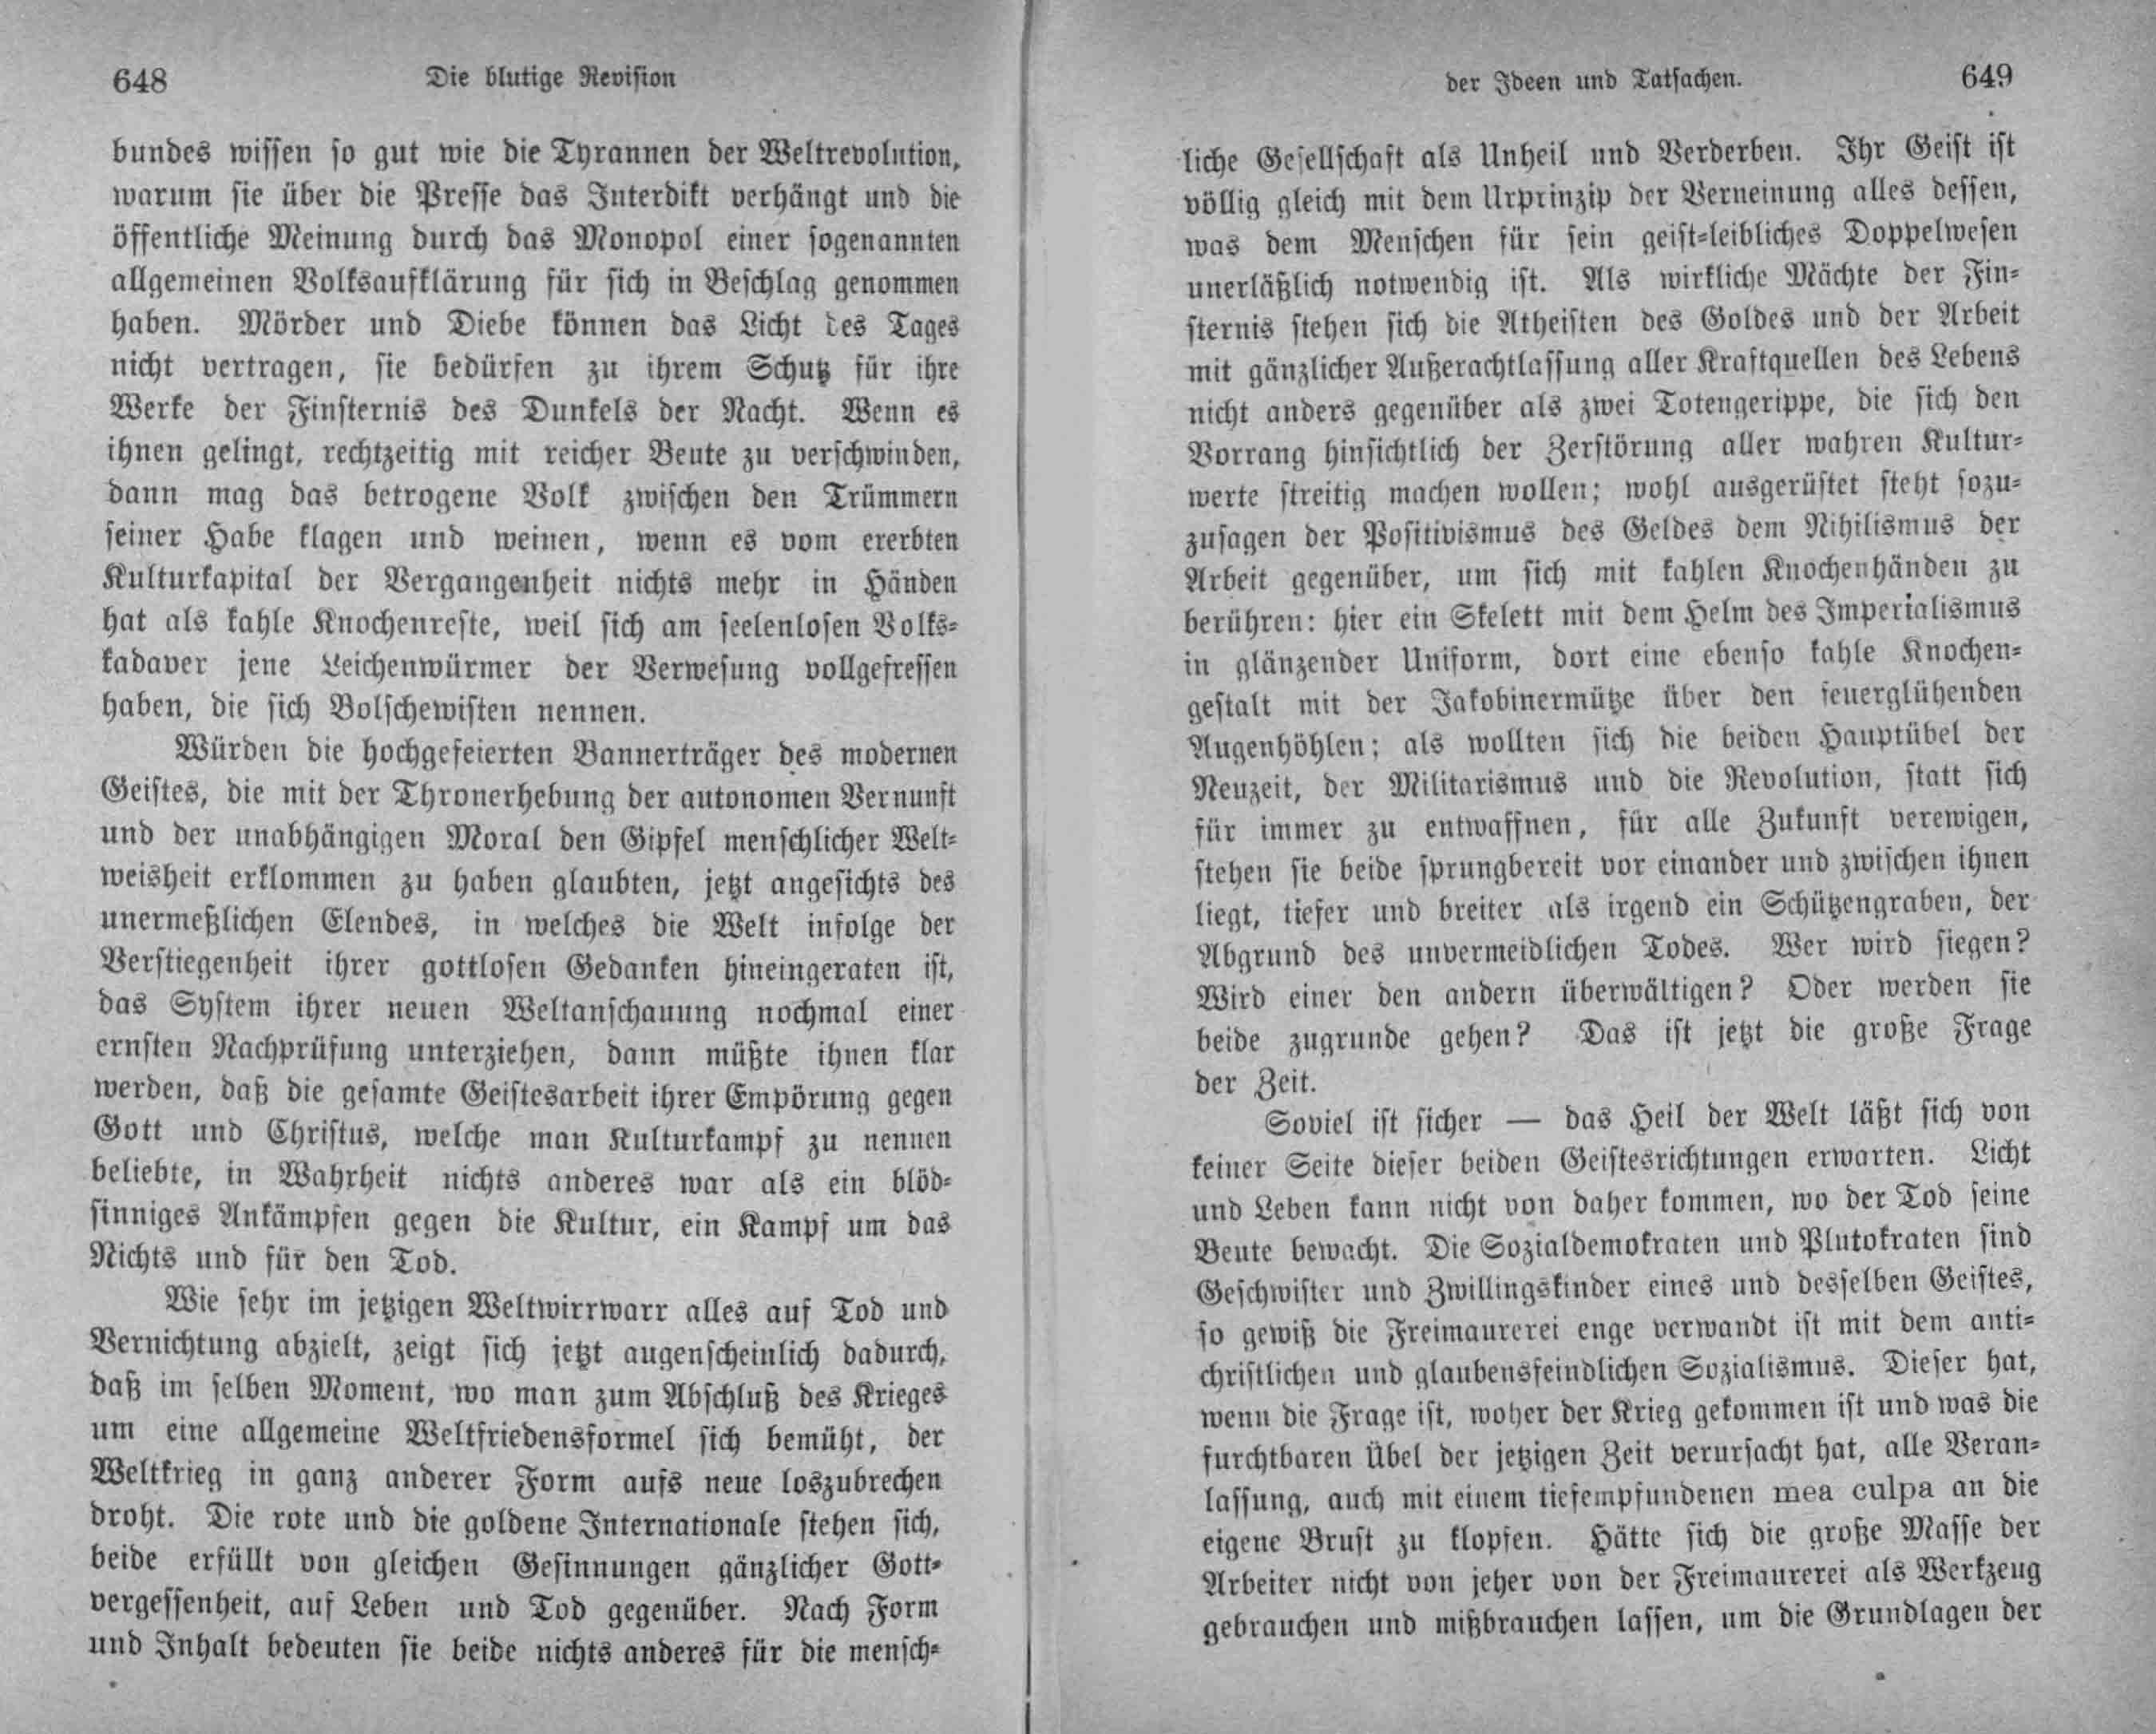 648
Die blutige Revision
bundes wissen so gut wie die Tyrannen der Weltrevolution,
warum sie über die Presse das Interdikt verhängt und die
öffentliche Meinung durch das Monopol einer sogenannten
allgemeinen Volksaufklärung für sich in Beschlag genommen
haben. Mörder und Diebe können das Licht des Tages
nicht vertragen, sie bedürfen zu ihrem Schutz für ihre
Werke der Finsternis des Dunkels der Nacht. Wenn es
ihnen gelingt, rechtzeitig mit reicher Beute zu verschwinden,
dann mag das betrogene Volk zwischen den Trümmern
seiner Habe klagen und weinen, wenn es vom ererbten
Kulturkapital der Vergangenheit nichts mehr in Händen
hat als kahle Knochenreste, weil sich am seelenlosen Volks-
kadaver jene Leichenwürmer der Verwesung vollgefressen
haben, die sich Bolschewisten nennen.
Würden die hochgefeierten Bannerträger des modernen
Geistes, die mit der Thronerhebung der autonomen Vernunft
und der unabhängigen Moral den Gipfel menschlicher Welt-
weisheit erklommen zu haben glaubten, jetzt angesichts des
unermeßlichen Elendes, in welches die Welt infolge der
Verstiegenheit ihrer gottlosen Gedanken hineingeraten ist,
das System ihrer neuen Weltanschauung nochmal einer
ernsten Nachprüfung unterziehen, dann müßte ihnen klar
werden, daß die gesamte Geistesarbeit ihrer Empörung gegen
Gott und Christus, welche man Kulturkampf zu nennen
beliebte, in Wahrheit nichts anderes war als ein blöd-
sinniges Ankämpfen gegen die Kultur, ein Kampf um das
Nichts und für den Tod.
Wie sehr im jetzigen Weltwirrwarr alles auf Tod und
Vernichtung abzielt, zeigt sich jetzt augenscheinlich dadurch,
daß im selben Moment, wo man zum Abschluß des Krieges
um eine allgemeine Weltfriedensformel sich bemüht, der
Weltkrieg in ganz anderer Form aufs neue loszubrechen
droht. Die rote und die goldene Internationale stehen sich,
beide erfüllt von gleichen Gesinnungen gänzlicher Gott-
vergessenheit, auf Leben und Tod gegenüber. Nach Form
und Inhalt bedeuten sie beide nichts anderes für die mensch-
der Ideen und Tatsachen.
649
liche Gesellschaft als Unheil und Verderben. Ihr Geist ist
völlig gleich mit dem Urprinzip der Verneinung alles dessen,
was dem Menschen für sein geist-leibliches Doppelwesen
unerläßlich notwendig ist. Als wirkliche Mächte der Fin-
sternis stehen sich die Atheisten des Goldes und der Arbeit
mit gänzlicher Außerachtlassung aller Kraftquellen des Lebens
nicht anders gegenüber als zwei Totengerippe, die sich den
Vorrang hinsichtlich der Zerstörung aller wahren Kultur-
werte streitig machen wollen; wohl ausgerüstet steht sozu-
zusagen der Positivismus des Geldes dem Nihilismus der
Arbeit gegenüber, um sich mit kahlen Knochenhänden zu
berühren: hier ein Skelett mit dem Helm des Imperialismus
in glänzender Uniform, dort eine ebenso kahle Knochen-
gestalt mit der Jakobinermütze über den feuerglühenden
Augenhöhlen; als wollten sich die beiden Hauptübel der
Neuzeit, der Militarismus und die Revolution, statt sich
für immer zu entwaffnen, für alle Zukunft verewigen,
stehen sie beide sprungbereit vor einander und zwischen ihnen
liegt, tiefer und breiter als irgend ein Schützengraben, der
Abgrund des unvermeidlichen Todes. Wer wird siegen?
Wird einer den andern überwältigen? Oder werden sie
beide zugrunde gehen? Das ist jetzt die große Frage
der Zeit.
Soviel ist sicher — das Heil der Welt läßt sich von
keiner Seite dieser beiden Geistesrichtungen erwarten. Licht
und Leben kann nicht von daher kommen, wo der Tod seine
Beute bewacht. Die Sozialdemokraten und Plutokraten sind
Geschwister und Zwillingskinder eines und desselben Geistes,
so gewiß die Freimaurerei enge verwandt ist mit dem anti-
christlichen und glaubensfeindlichen Sozialismus. Dieser hat,
wenn die Frage ist, woher der Krieg gekommen ist und was die
furchtbaren Übel der jetzigen Zeit verursacht hat, alle Veran-
lassung, auch mit einem tiefempfundenen mea culpa an die
eigene Brust zu klopfen. Hätte sich die große Masse der
Arbeiter nicht von jeher von der Freimaurerei als Werkzeug
gebrauchen und mißbrauchen lassen, um die Grundlagen der